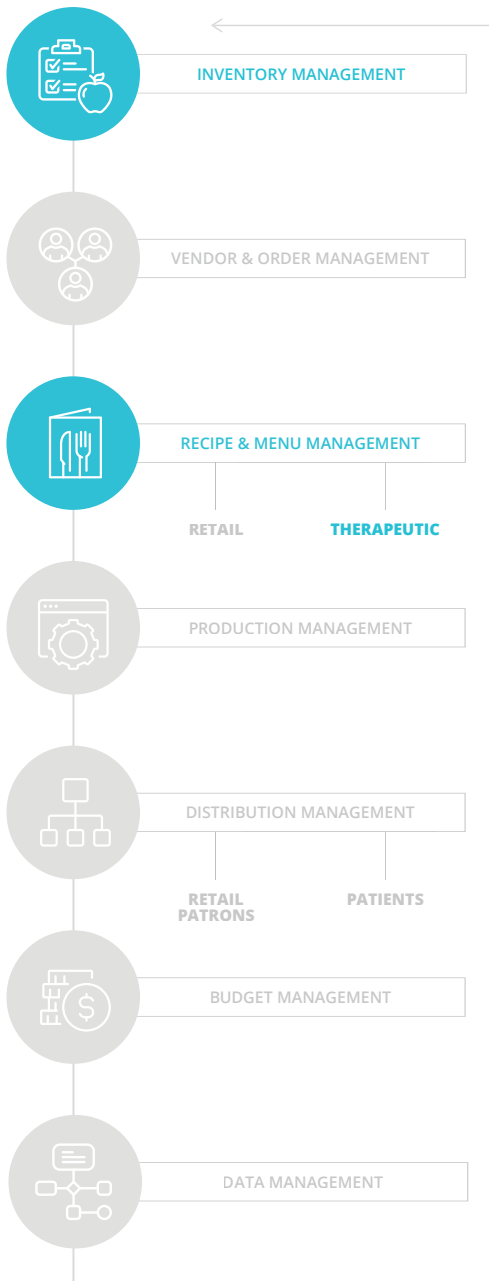 INVENTORY MANAGEMENT
VENDOR & ORDER MANAGEMENT
RECIPE & MENU MANAGEMENT
RETAIL
THERAPEUTIC
PRODUCTION MANAGEMENT
DISTRIBUTION MANAGEMENT
RETAIL
PATRONS
PATIENTS
$
BUDGET MANAGEMENT
DATA MANAGEMENT